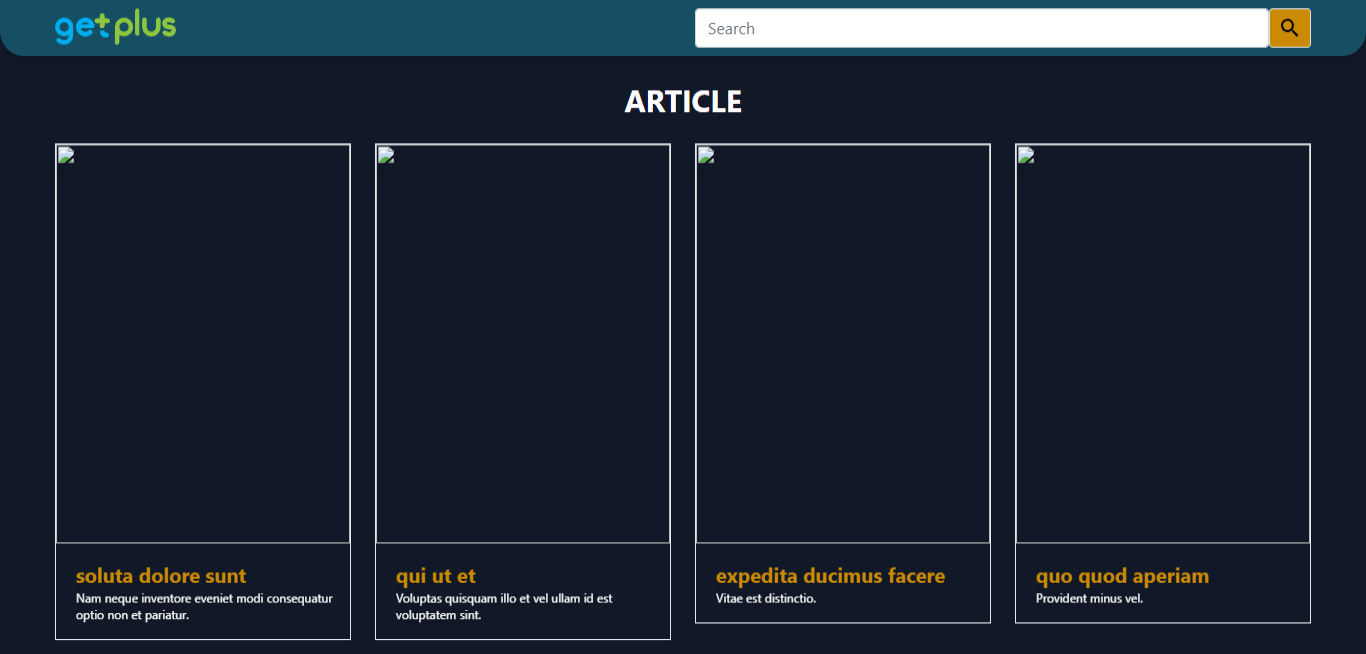 getplus
Search
ARTICLE
soluta dolore sunt
Nam neque inventore eveniet modi consequatur
optio non et pariatur.
qui ut et
Voluptas quisquam illo et vel ullam id est
voluptatem sint.
expedita ducimus facere
Vitae est distinctio.
quo quod aperiam
Provident minus vel.